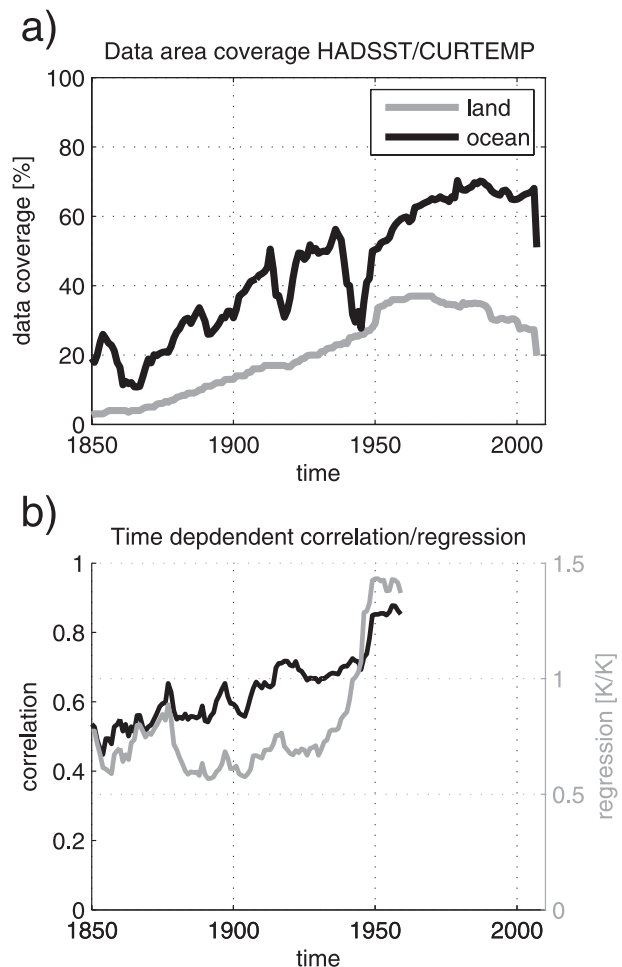 a)
Data area coverage HADSST/CURTEMP
100
80
60
40
20
0
data coverage [%]
land
ocean
1850
1900
1950
2000
time
b)
Time depdendent correlation/regression
1
0.8
0.6
0.4
0.2
0
correlation
1.5
1
0.5
0
regression [K/K]
1850
1900
1950
2000
time